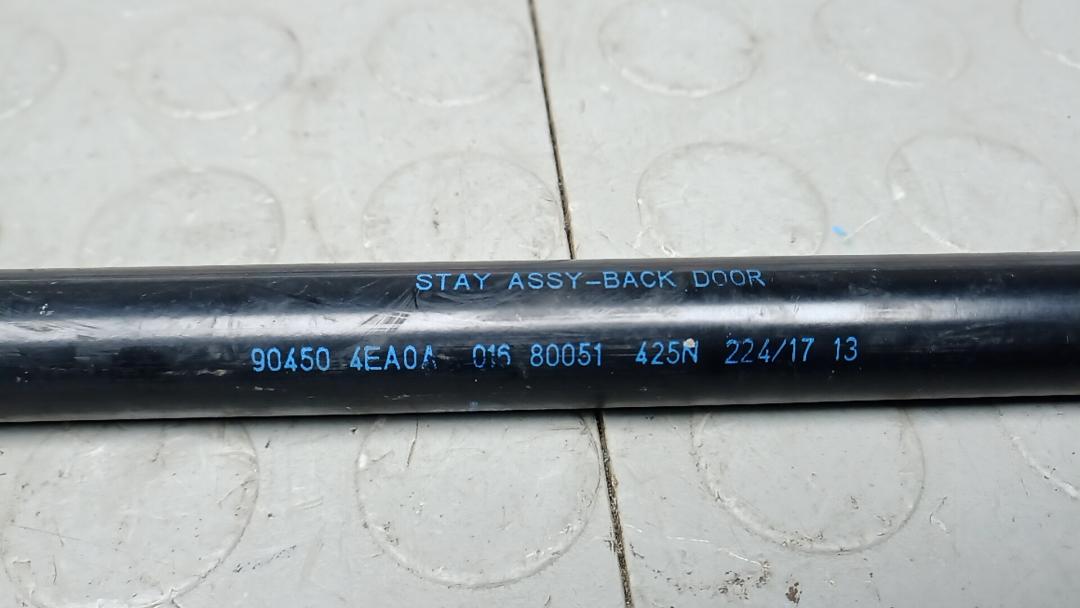 STAY ASSY-BACK DOOR
90450 4EA0A 016 80051 425N 224/17 13